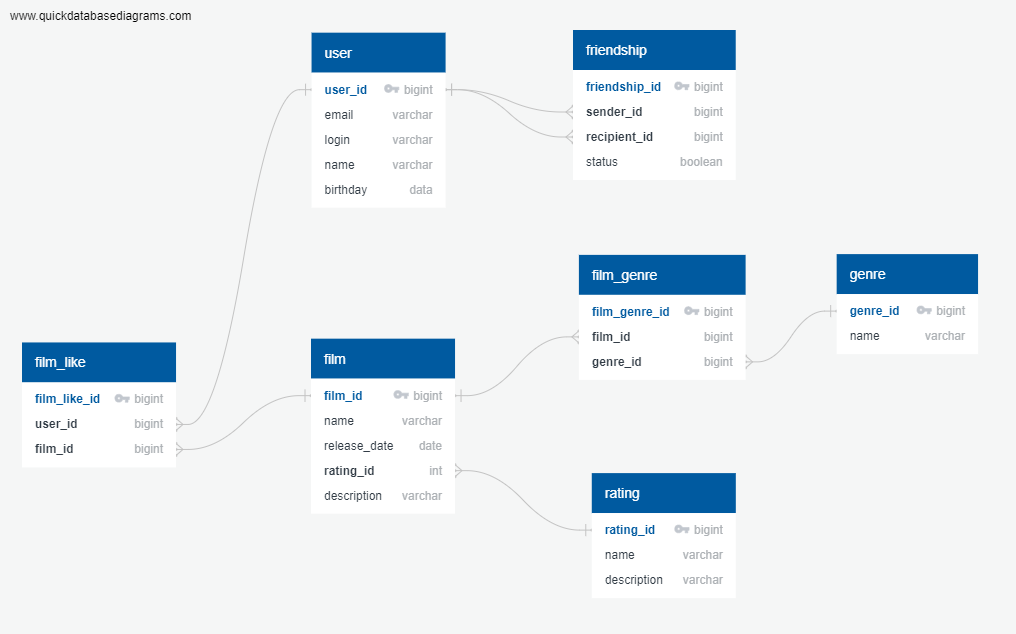 www.quickdatabasediagrams.com
user
user_id bigint
email varchar
login varchar
name varchar
birthday data
friendship
friendship_id bigint
sender_id bigint
recipient_id bigint
status boolean
film_genre
film_genre_id bigint
film_id bigint
genre_id bigint
genre
genre_id bigint
name varchar
film_like
film_like_id bigint
user_id bigint
film_id bigint
film
film_id bigint
name varchar
release_date date
rating_id int
description varchar
rating
rating_id bigint
name varchar
description varchar